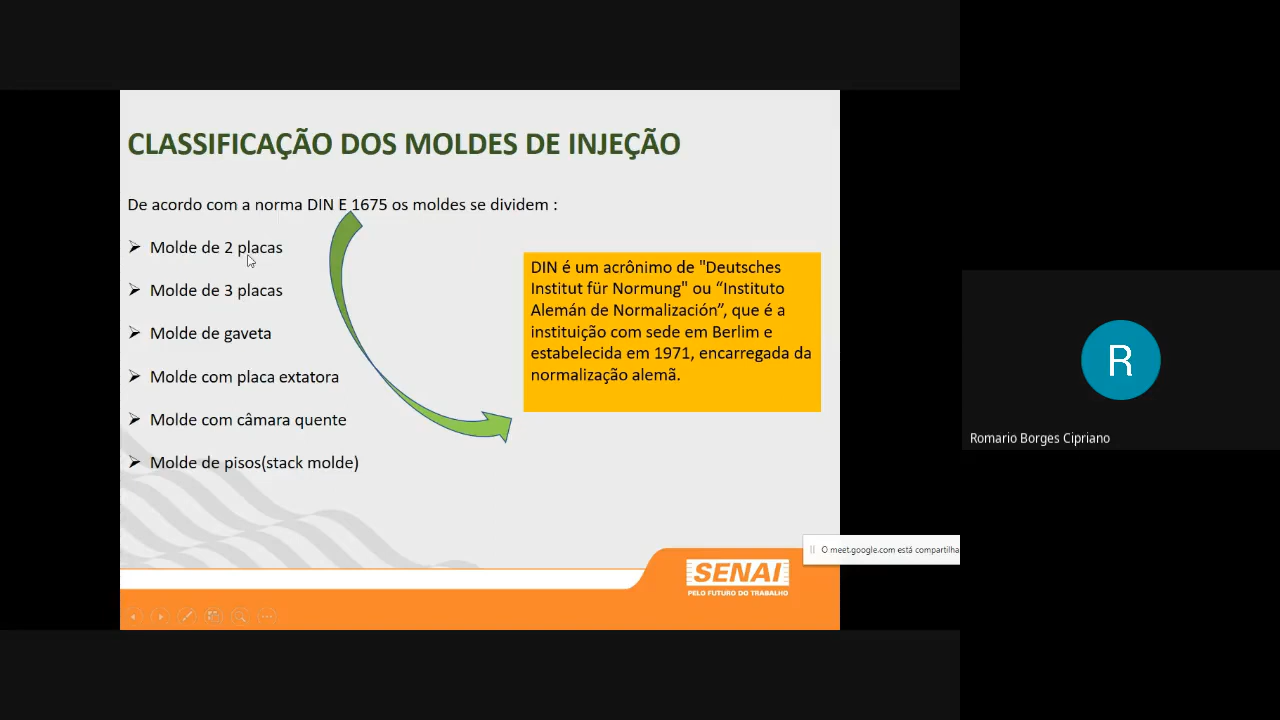 CLASSIFICAÇÃO DOS MOLDES DE INJEÇÃO
De acordo com a norma DIN E 1675 os moldes se dividem :
Molde de 2 placas
Molde de 3 placas
Molde de gaveta
Molde com placa extatora
Molde com câmara quente
Molde de pisos(stack molde)
DIN é um acrônimo de "Deutsches
Institut für Normung" ou “Instituto
Alemán de Normalización”, que é a
instituição com sede em Berlim e
estabelecida em 1971, encarregada da
normalização alemã.
R
Romario Borges Cipriano
O meet.google.com está compartilha
SENAI
PELO FUTURO DO TRABALHO